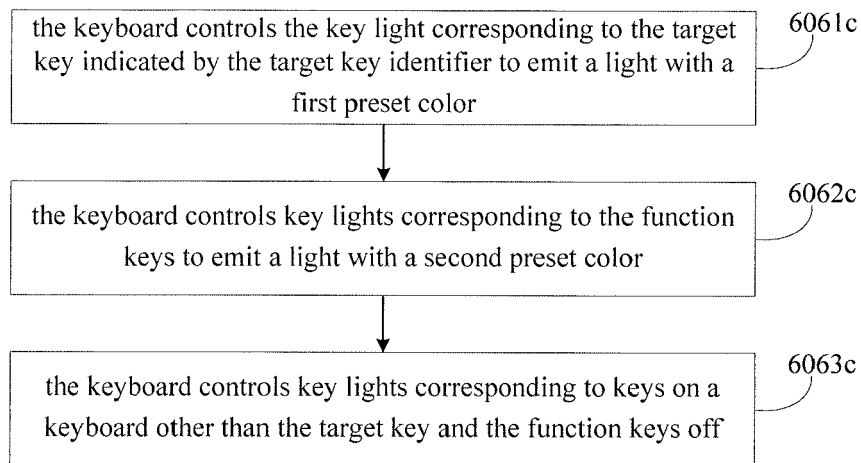 the keyboard controls the key light corresponding to the target
key indicated by the target key identifier to emit a light with a
first preset color
6061c
the keyboard controls key lights corresponding to the function
keys to emit a light with a second preset color
6062c
the keyboard controls key lights corresponding to keys on a
keyboard other than the target key and the function keys off
6063c